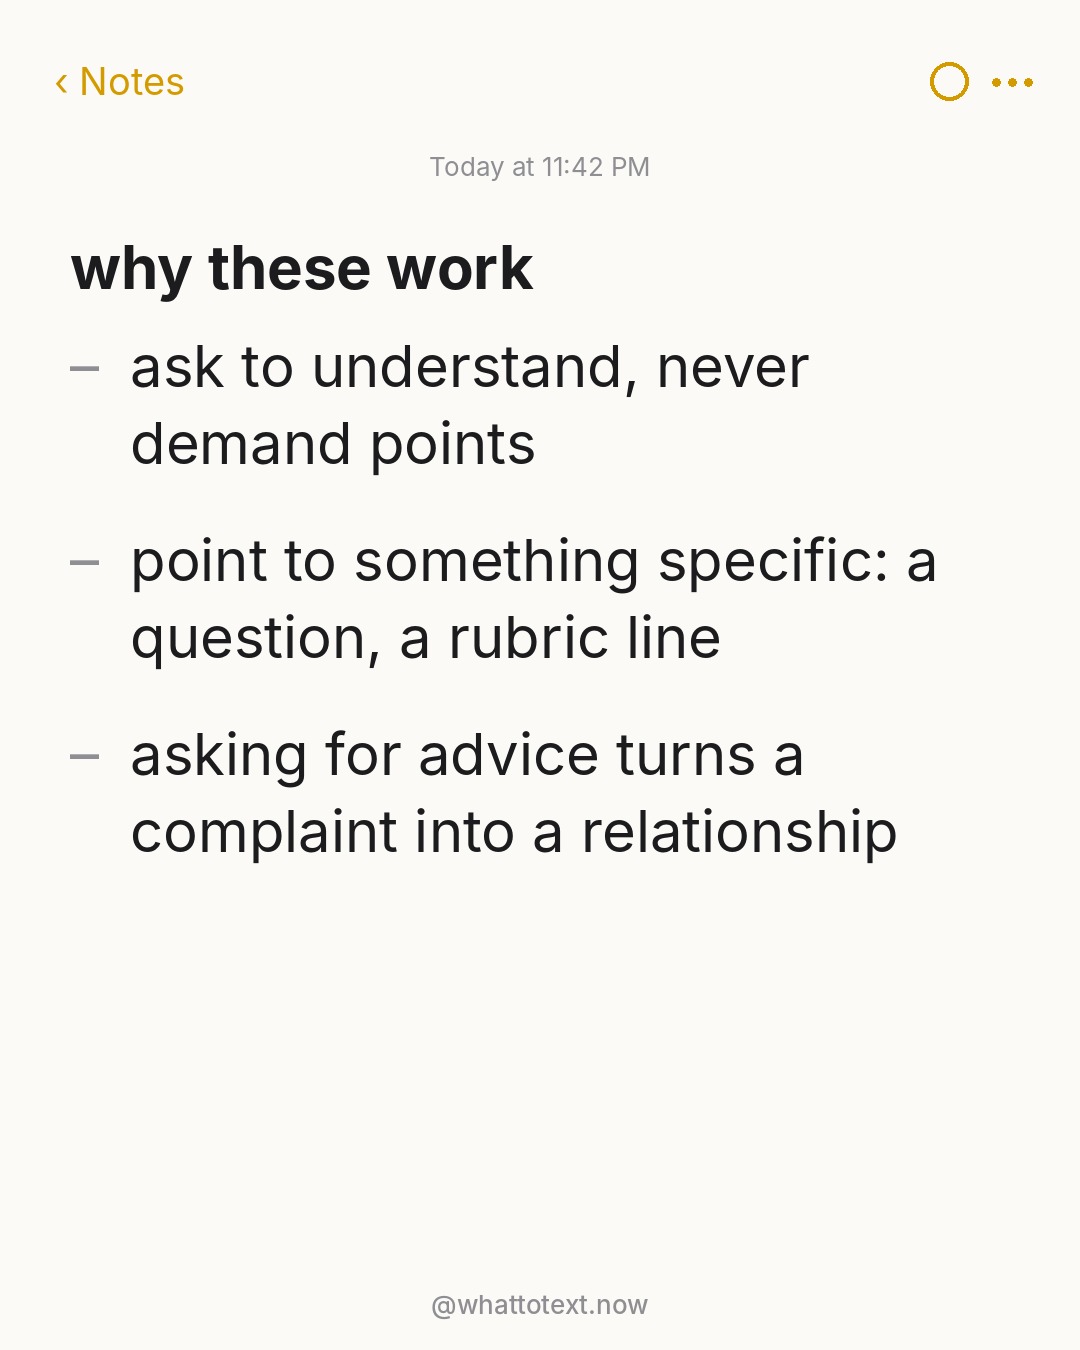 ‹ Notes
Today at 11:42 PM
why these work
– ask to understand, never
demand points
– point to something specific: a
question, a rubric line
– asking for advice turns a
complaint into a relationship
@whattotext.now